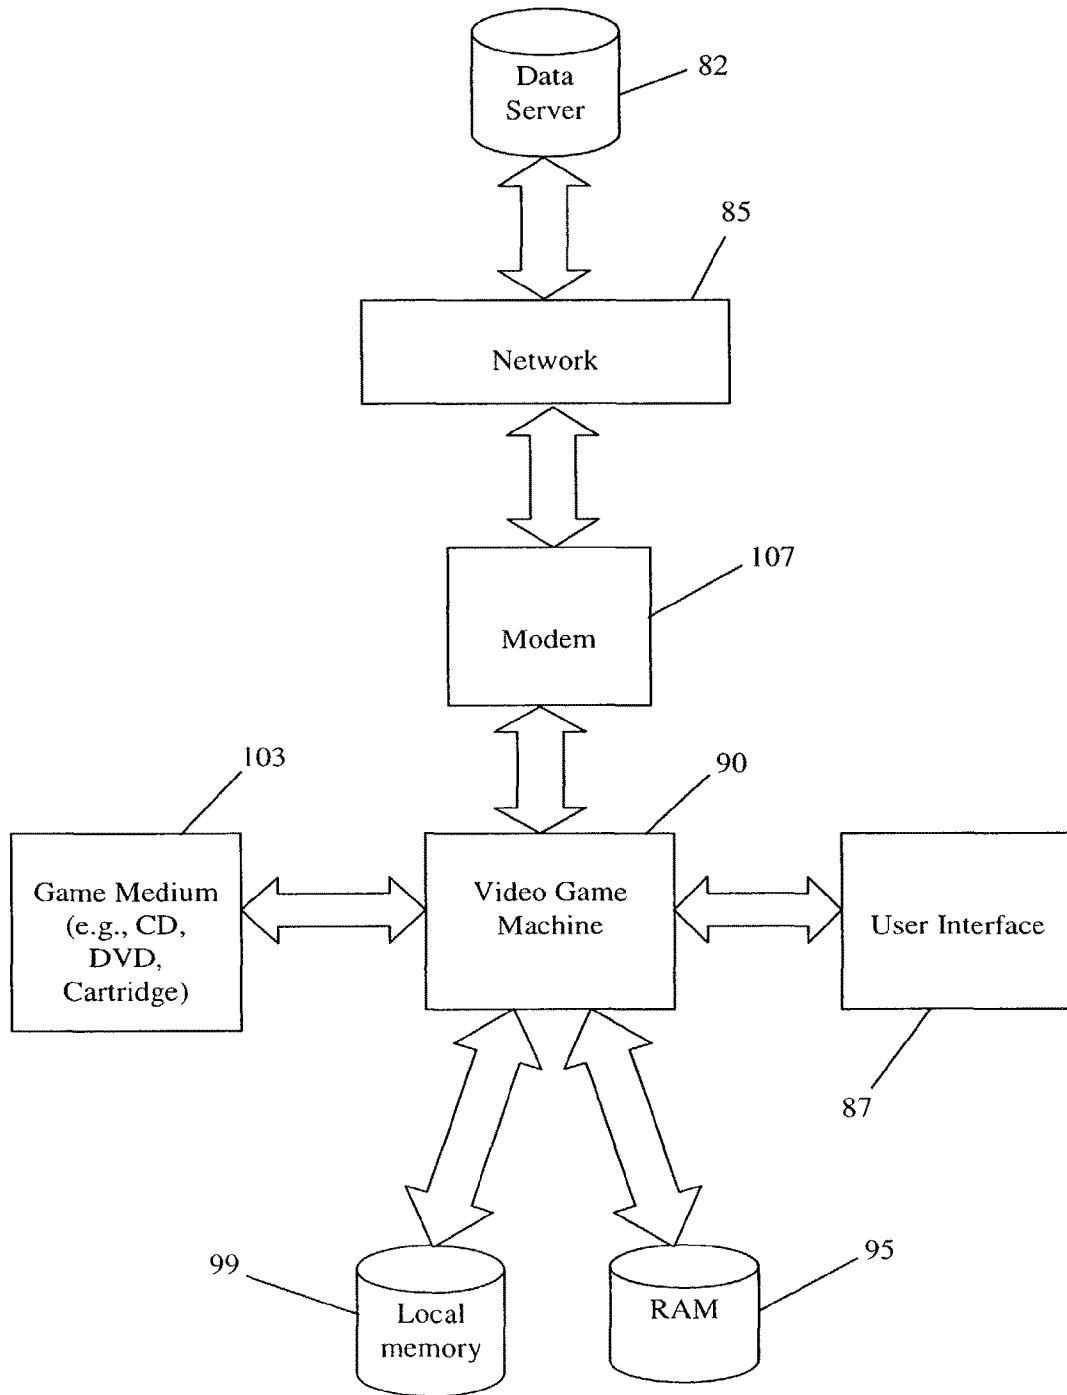 Data
Server
82
85
Network
107
Modem
103
90
Game Medium
(e.g., CD,
DVD,
Cartridge)
Video Game
Machine
User Interface
87
99
Local
memory
95
RAM